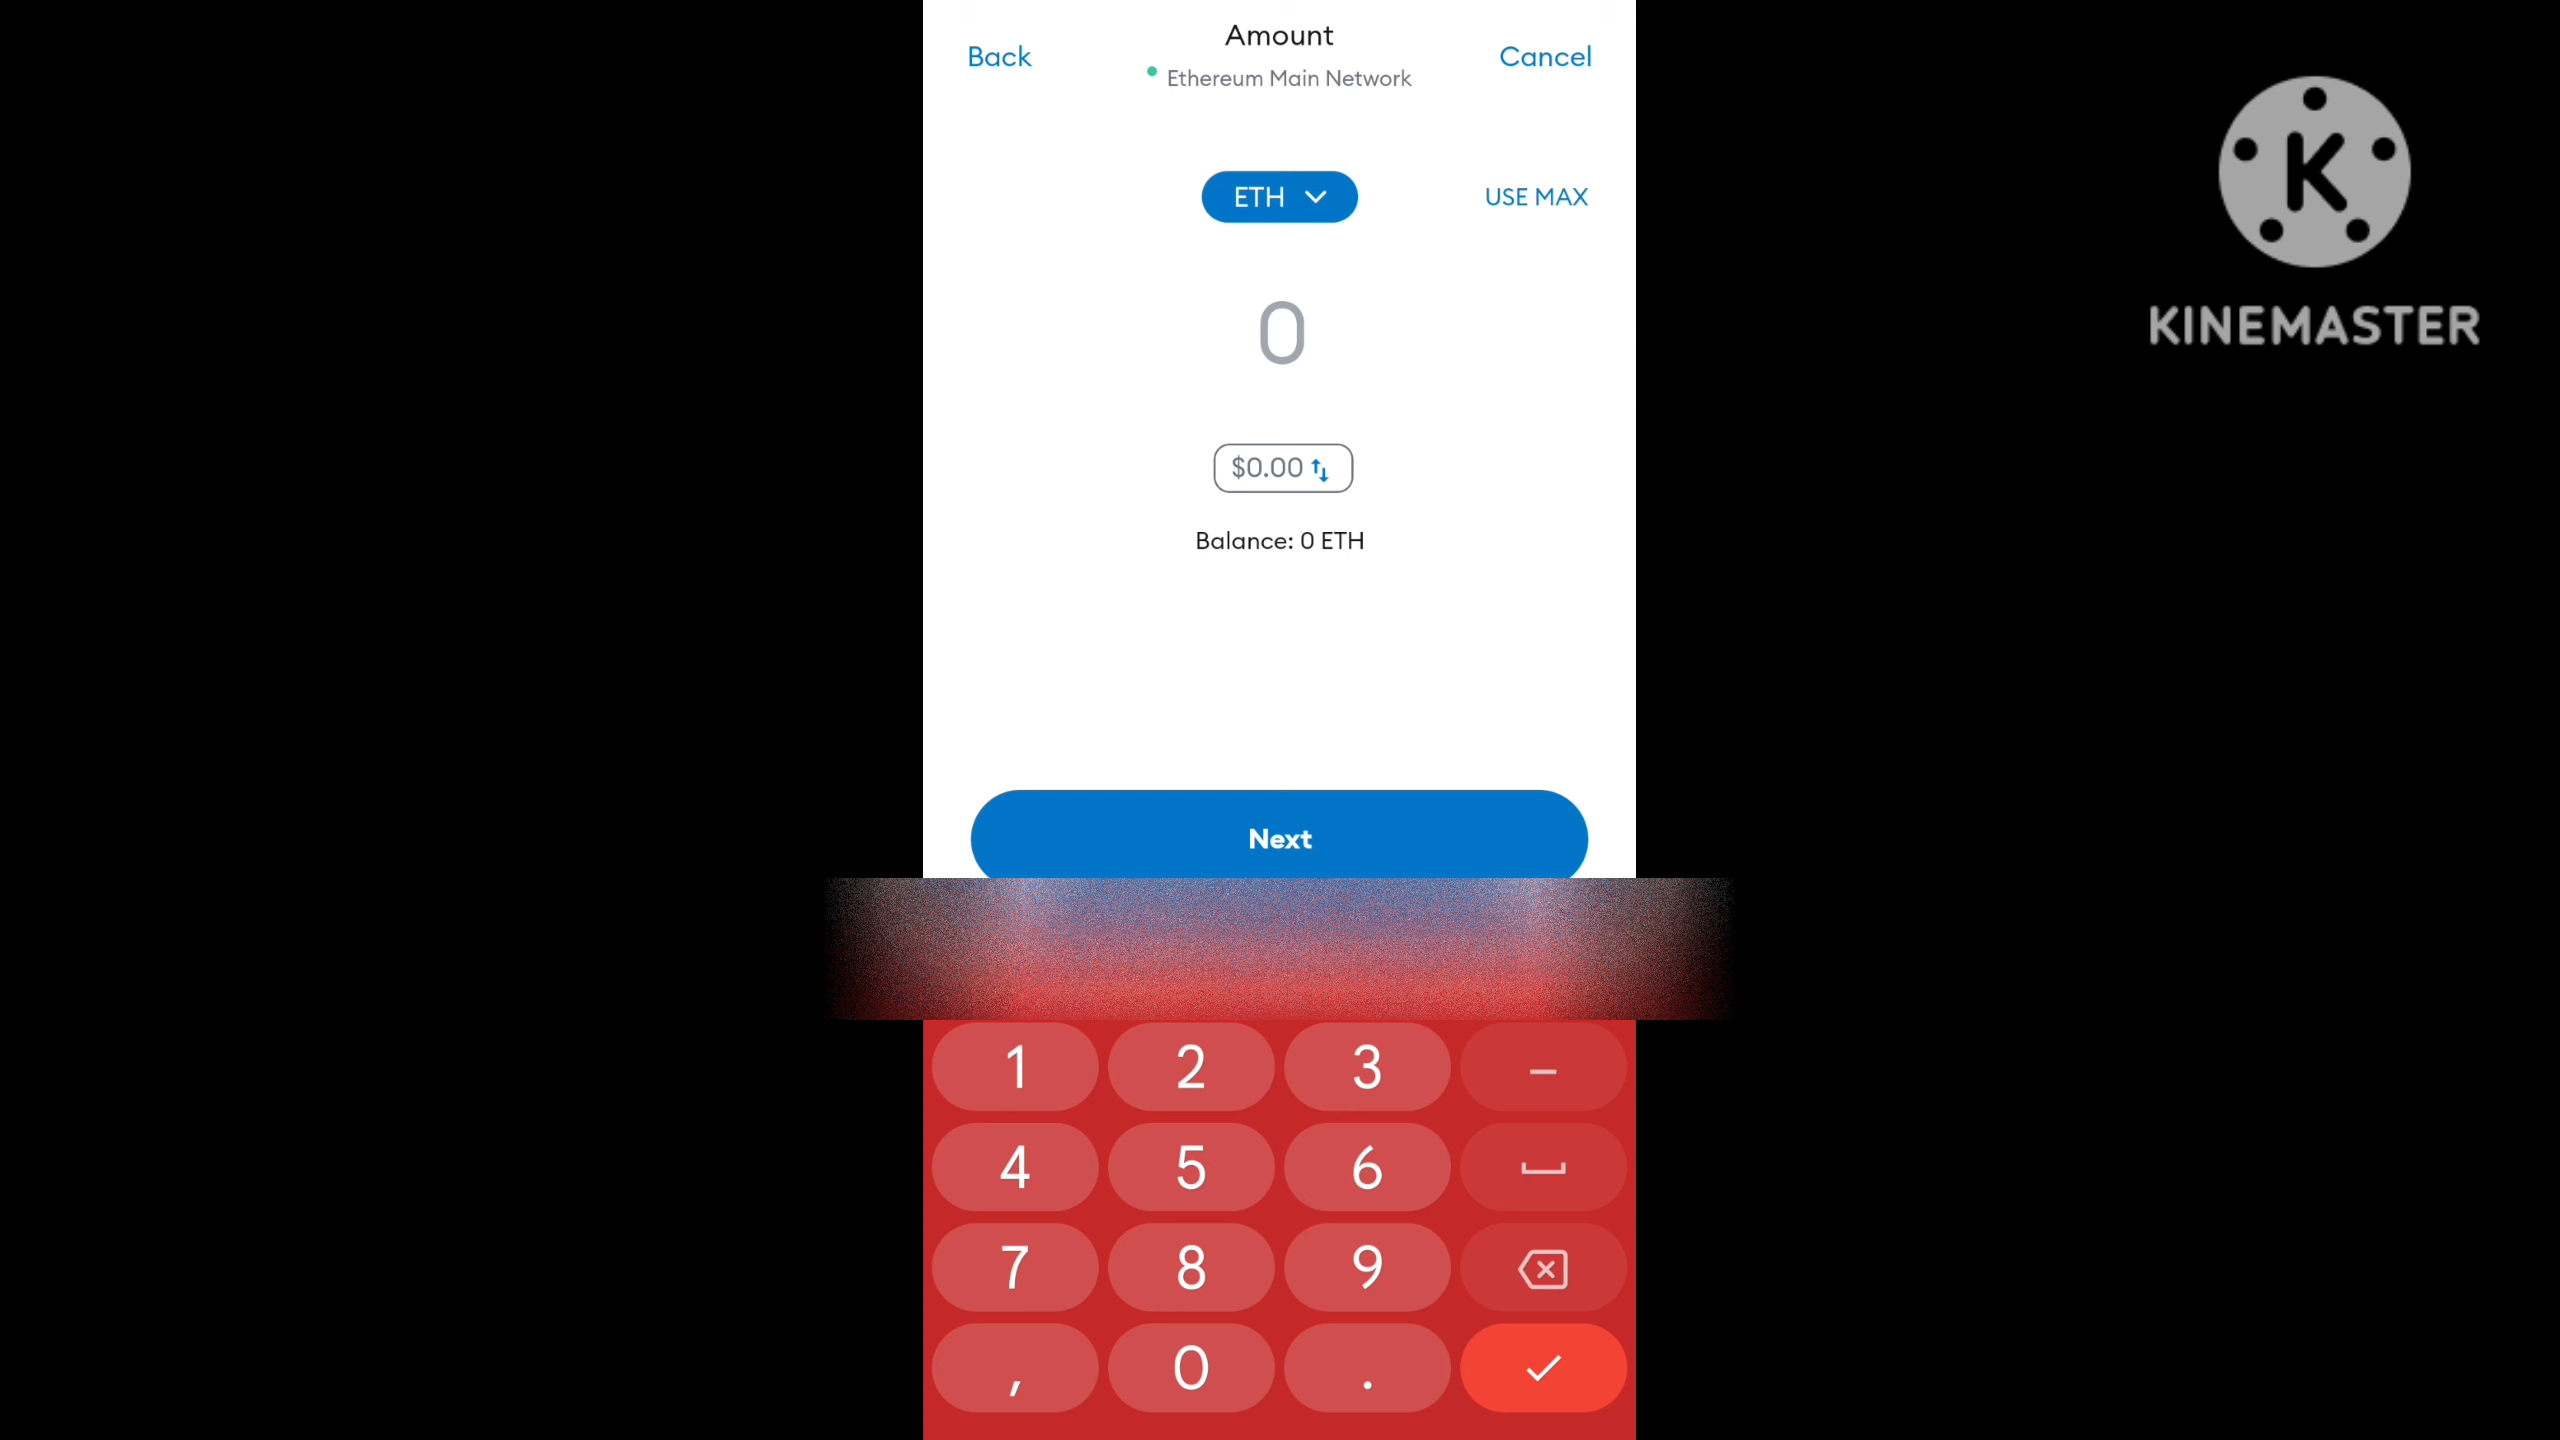 Back
Amount
Cancel
Ethereum Main Network
ETH
USE MAX
0
$0.00
Balance: 0 ETH
Next
1 2 3 –
4 5 6
7 8 9
, 0 .
K
KINEMASTER